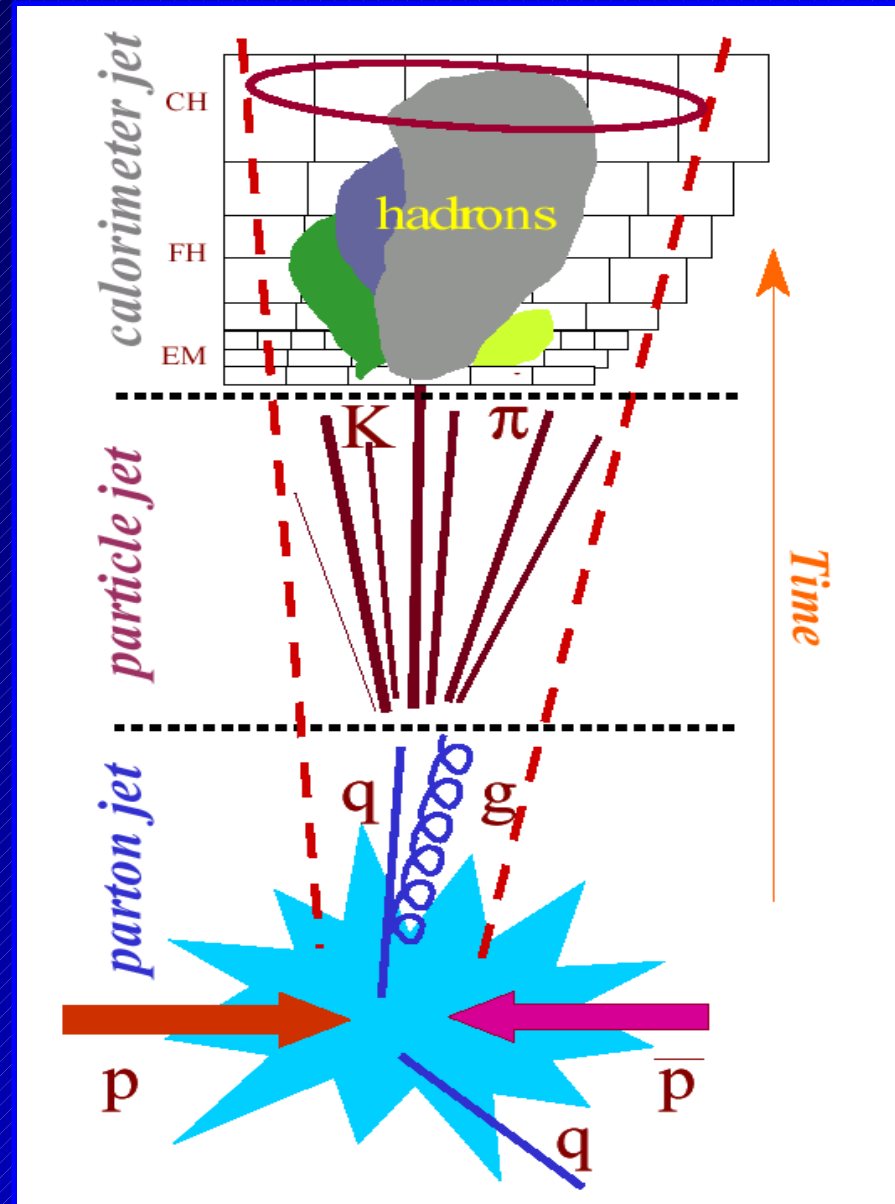 calorimeter jet
CH
hadrons
FH
EM
K
π
particle jet
Time
q
g
parton jet
p
p̅
q